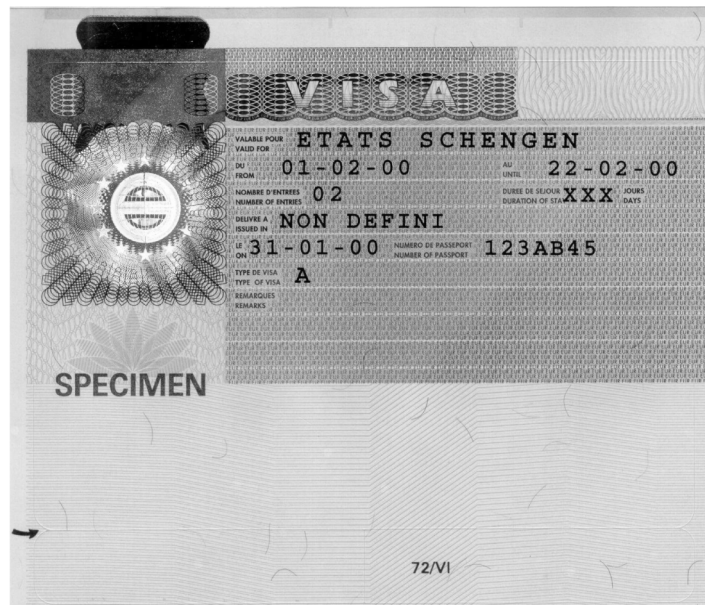 VISA
VALABLE POUR
VALID FOR
ETATS SCHENGEN
DU
FROM
01-02-00
AU
UNTIL
22-02-00
NOMBRE D'ENTREES
NUMBER OF ENTRIES
02
DUREE DE SEJOUR
DURATION OF STAY
XXX
JOURS
DAYS
DELIVRE A
ISSUED IN
NON DEFINI
LE
ON
31-01-00
NUMERO DE PASSEPORT
NUMBER OF PASSPORT
123AB45
TYPE DE VISA
TYPE OF VISA
A
REMARQUES
REMARKS
SPECIMEN
72/VI